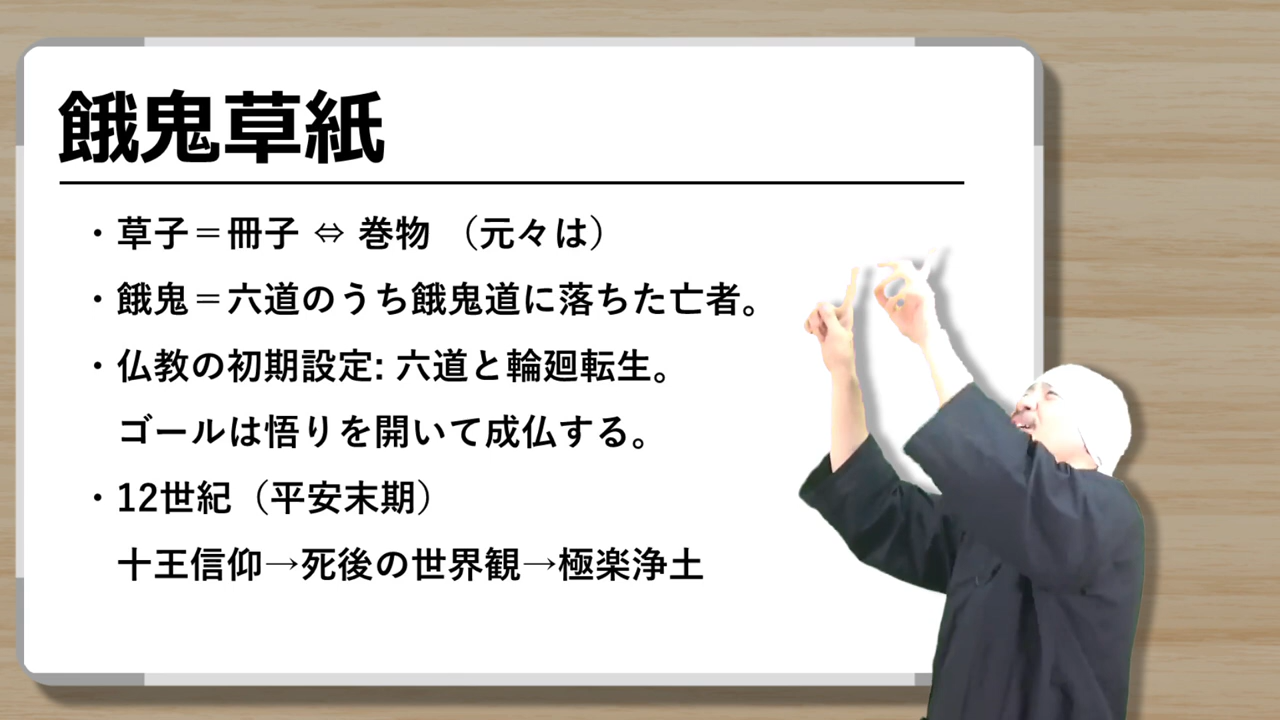 餓鬼草紙
・草子＝冊子 ⇔ 巻物 （元々は）
・餓鬼＝六道のうち餓鬼道に落ちた亡者。
・仏教の初期設定: 六道と輪廻転生。
ゴールは悟りを開いて成仏する。
・12世紀（平安末期）
十王信仰→死後の世界観→極楽浄土